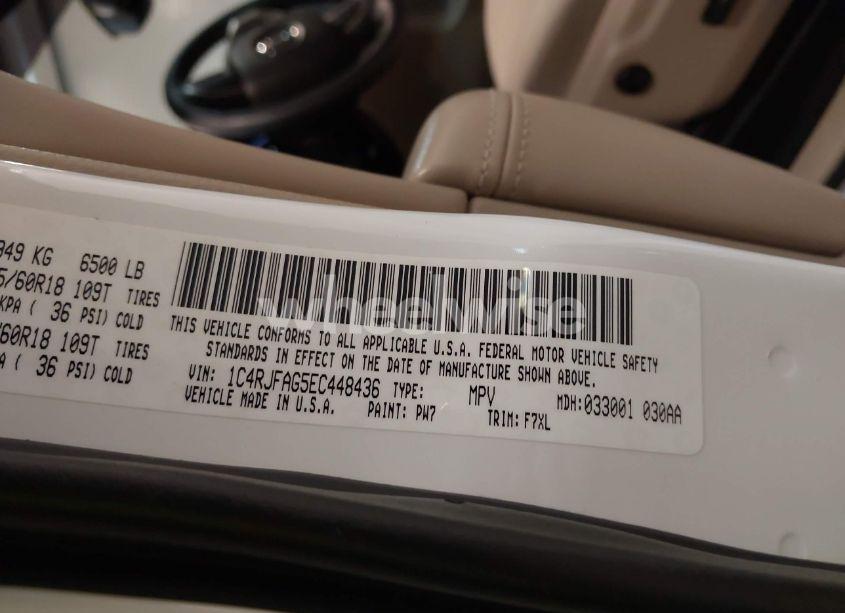 949 KG 6500 LB
5/60R18 109T TIRES
KPA ( 36 PSI) COLD
/60R18 109T TIRES
A ( 36 PSI) COLD
wheelwise
THIS VEHICLE CONFORMS TO ALL APPLICABLE U.S.A. FEDERAL MOTOR VEHICLE SAFETY
STANDARDS IN EFFECT ON THE DATE OF MANUFACTURE SHOWN ABOVE.
VIN: 1C4RJFAG5EC448436 TYPE: MPV MDH:033001 030AA
VEHICLE MADE IN U.S.A. PAINT: PW7 TRIM: F7XL